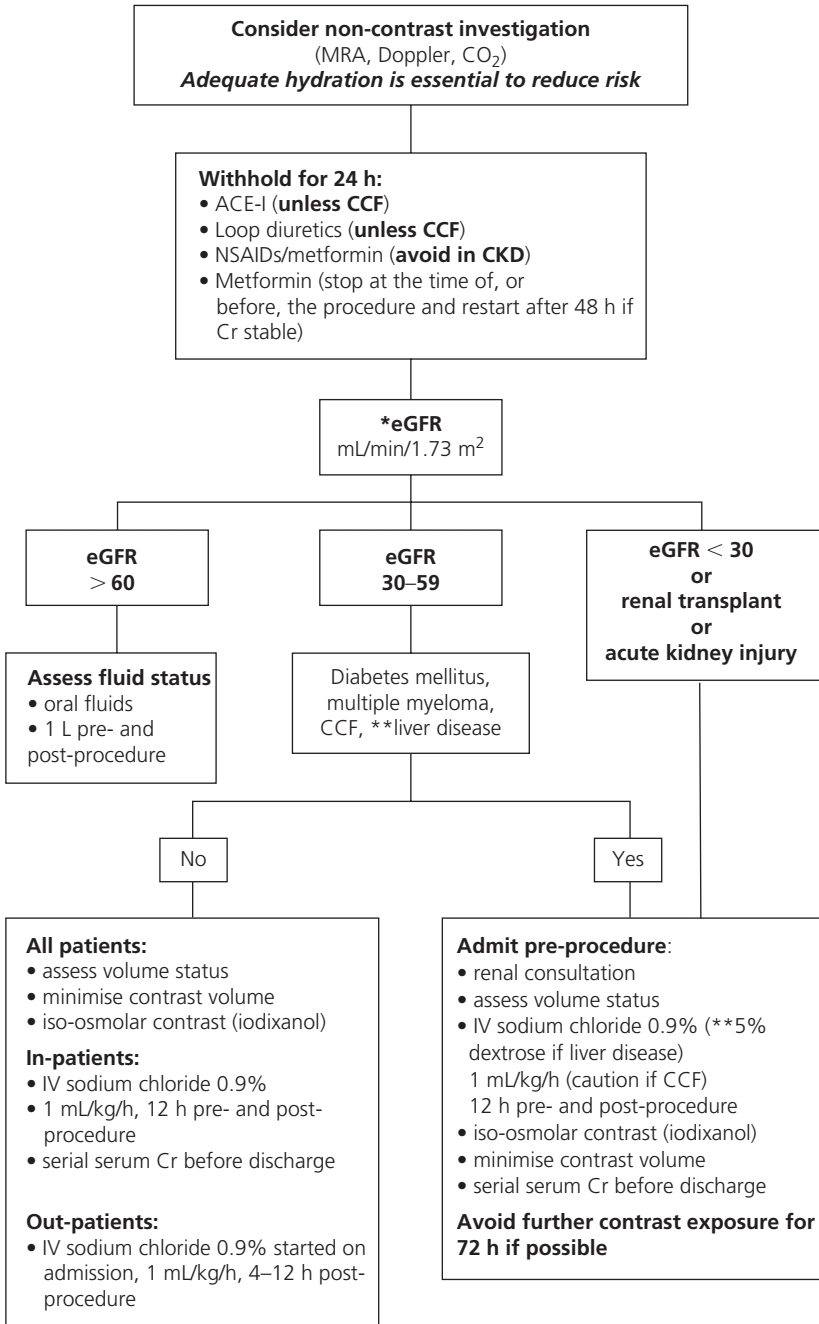 Consider non-contrast investigation
(MRA, Doppler, CO₂)
Adequate hydration is essential to reduce risk
Withhold for 24 h:
• ACE-I (unless CCF)
• Loop diuretics (unless CCF)
• NSAIDs/metformin (avoid in CKD)
• Metformin (stop at the time of, or
before, the procedure and restart after 48 h if
Cr stable)
*eGFR
mL/min/1.73 m²
eGFR
> 60
eGFR
30–59
eGFR < 30
or
renal transplant
or
acute kidney injury
Assess fluid status
• oral fluids
• 1 L pre- and
post-procedure
Diabetes mellitus,
multiple myeloma,
CCF, **liver disease
No
Yes
All patients:
• assess volume status
• minimise contrast volume
• iso-osmolar contrast (iodixanol)
In-patients:
• IV sodium chloride 0.9%
• 1 mL/kg/h, 12 h pre- and post-
procedure
• serial serum Cr before discharge
Out-patients:
• IV sodium chloride 0.9% started on
admission, 1 mL/kg/h, 4–12 h post-
procedure
Admit pre-procedure:
• renal consultation
• assess volume status
• IV sodium chloride 0.9% (**5%
dextrose if liver disease)
1 mL/kg/h (caution if CCF)
12 h pre- and post-procedure
• iso-osmolar contrast (iodixanol)
• minimise contrast volume
• serial serum Cr before discharge
Avoid further contrast exposure for
72 h if possible